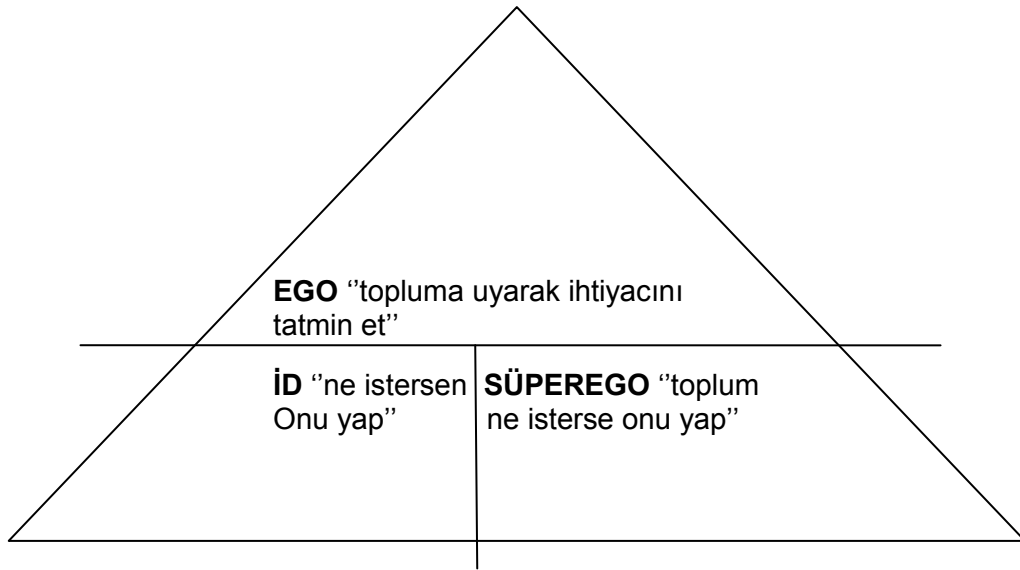 EGO ‘’topluma uyarak ihtiyacını
tatmin et’’
İD ‘’ne istersen
Onu yap’’
SÜPEREGO ‘’toplum
ne isterse onu yap’’